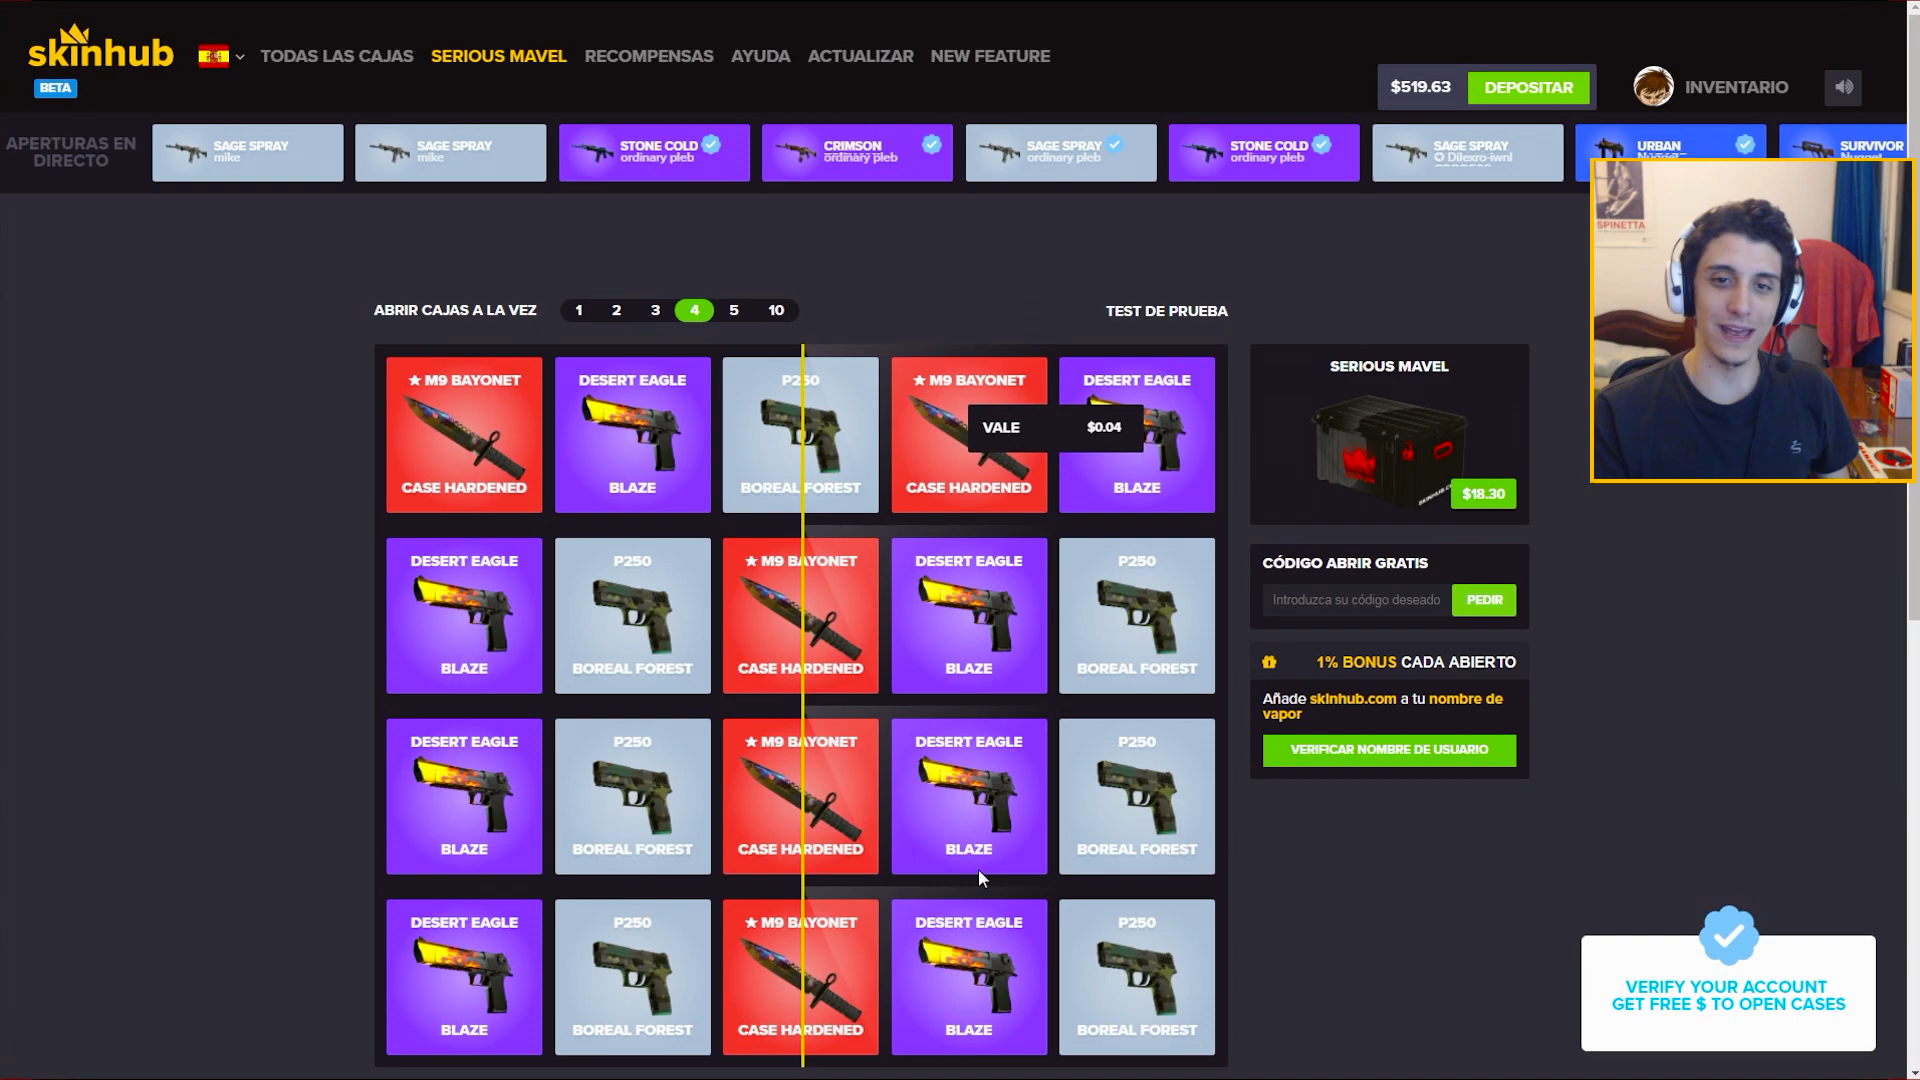 skinhub
BETA
TODAS LAS CAJAS
SERIOUS MAVEL
RECOMPENSAS
AYUDA
ACTUALIZAR
NEW FEATURE
$519.63
DEPOSITAR
INVENTARIO
APERTURAS EN
DIRECTO
SAGE SPRAY
mike
SAGE SPRAY
mike
STONE COLD
ordinary pleb
CRIMSON
ordinary pleb
SAGE SPRAY
ordinary pleb
STONE COLD
ordinary pleb
SAGE SPRAY
✪ Dilexro-iwnl
URBAN
SURVIVOR
SPINETTA
ABRIR CAJAS A LA VEZ
1 2 3 4 5 10
TEST DE PRUEBA
★ M9 BAYONET
CASE HARDENED
DESERT EAGLE
BLAZE
P250
BOREAL FOREST
★ M9 BAYONET
CASE HARDENED
DESERT EAGLE
BLAZE
VALE $0.04
DESERT EAGLE
BLAZE
P250
BOREAL FOREST
★ M9 BAYONET
CASE HARDENED
DESERT EAGLE
BLAZE
P250
BOREAL FOREST
DESERT EAGLE
BLAZE
P250
BOREAL FOREST
★ M9 BAYONET
CASE HARDENED
DESERT EAGLE
BLAZE
P250
BOREAL FOREST
DESERT EAGLE
BLAZE
P250
BOREAL FOREST
★ M9 BAYONET
CASE HARDENED
DESERT EAGLE
BLAZE
P250
BOREAL FOREST
SERIOUS MAVEL
$18.30
CÓDIGO ABRIR GRATIS
Introduzca su código deseado
PEDIR
1% BONUS CADA ABIERTO
Añade skinhub.com a tu nombre de
vapor
VERIFICAR NOMBRE DE USUARIO
VERIFY YOUR ACCOUNT
GET FREE $ TO OPEN CASES